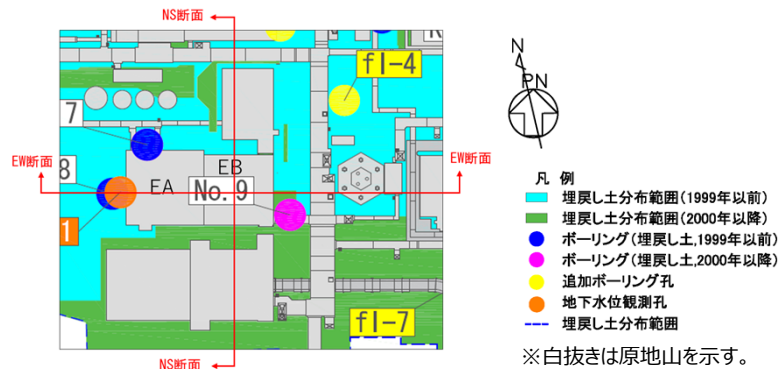 NS断面
fl-4
7
EW断面
8
EA
EB
No. 9
EW断面
1
fl-7
NS断面
N
PN
凡 例
埋戻し土分布範囲(1999年以前)
埋戻し土分布範囲(2000年以降)
ボーリング(埋戻し土,1999年以前)
ボーリング(埋戻し土,2000年以降)
追加ボーリング孔
地下水位観測孔
埋戻し土分布範囲
※白抜きは原地山を示す。